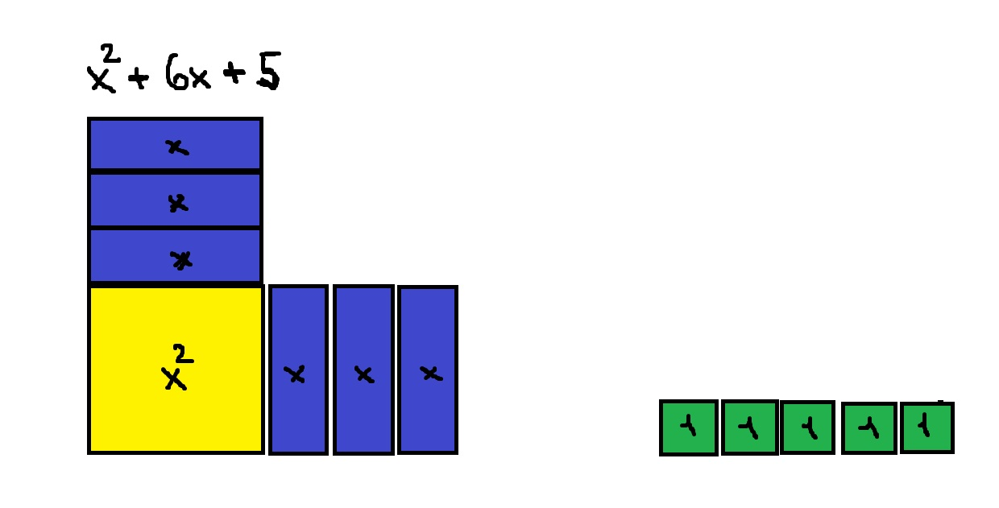 x² + 6x + 5
x
x
x
x²
x x x
1 1 1 1 1